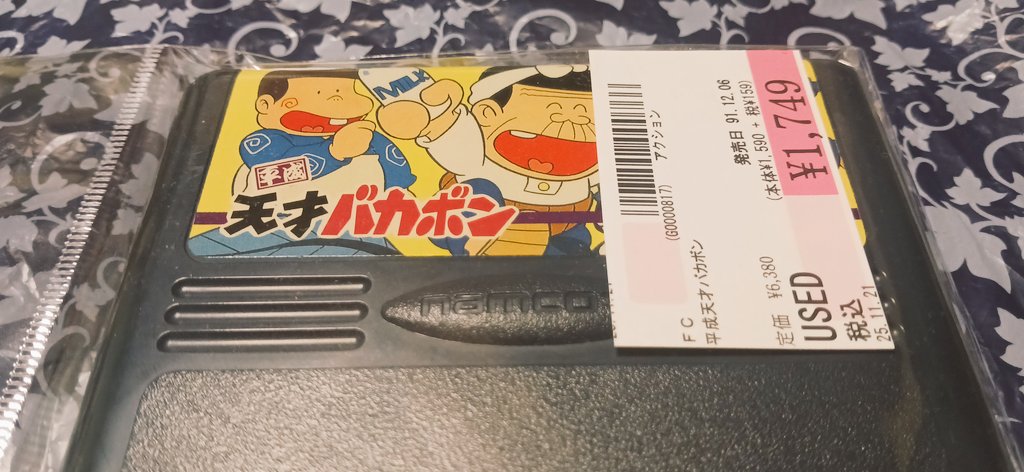 MILK
平成
天才バカボン
namco
FC
平成天才バカボン
(G0000817) アクション
定価 ¥6,380
発売日 91.12.06
USED
(本体¥1,590 + 税¥159)
税込 ¥1,749
25.11.21